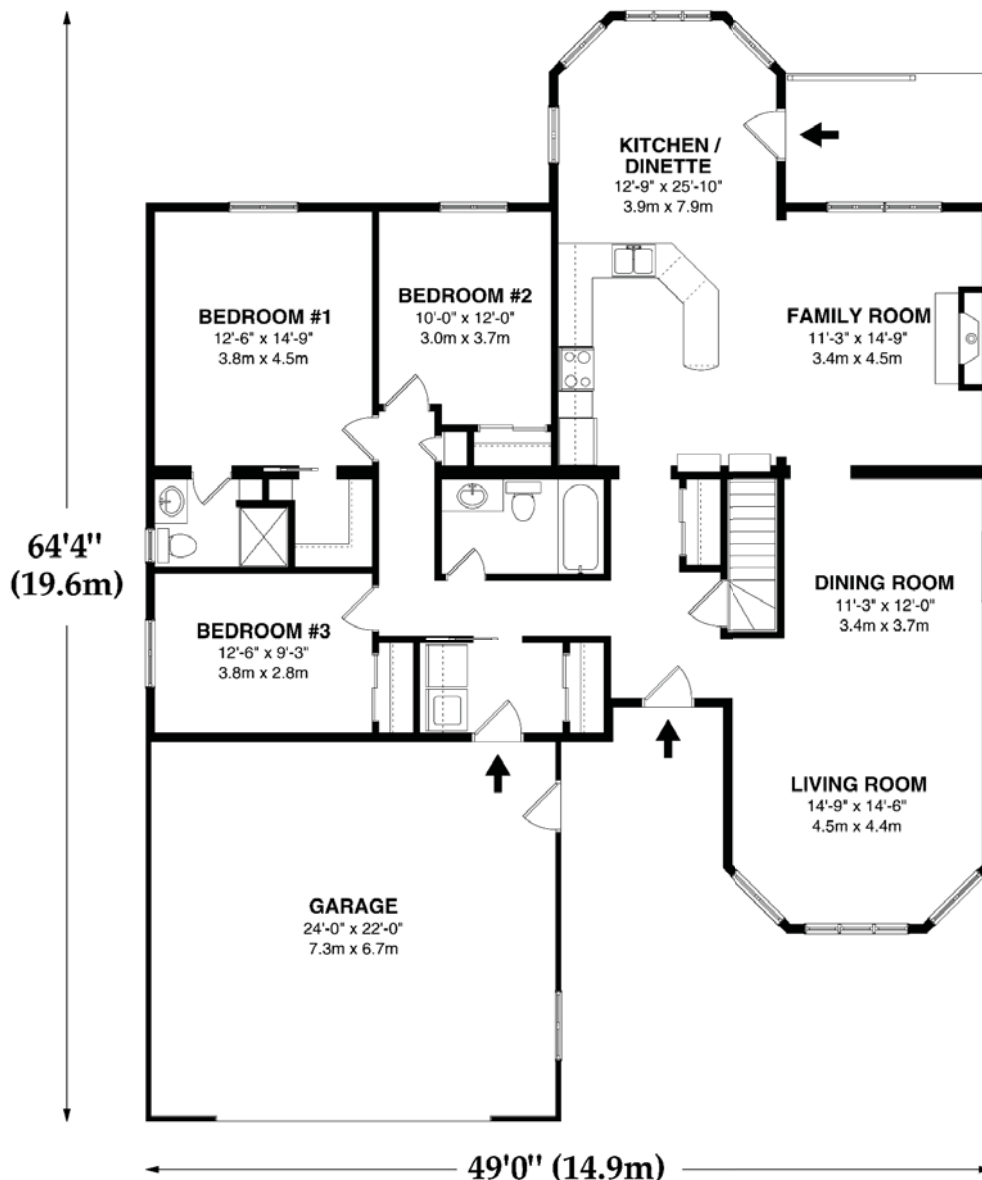 KITCHEN /
DINETTE
12'-9" x 25'-10"
3.9m x 7.9m
BEDROOM #1
12'-6" x 14'-9"
3.8m x 4.5m
BEDROOM #2
10'-0" x 12'-0"
3.0m x 3.7m
FAMILY ROOM
11'-3" x 14'-9"
3.4m x 4.5m
64'4"
(19.6m)
BEDROOM #3
12'-6" x 9'-3"
3.8m x 2.8m
DINING ROOM
11'-3" x 12'-0"
3.4m x 3.7m
LIVING ROOM
14'-9" x 14'-6"
4.5m x 4.4m
GARAGE
24'-0" x 22'-0"
7.3m x 6.7m
49'0" (14.9m)